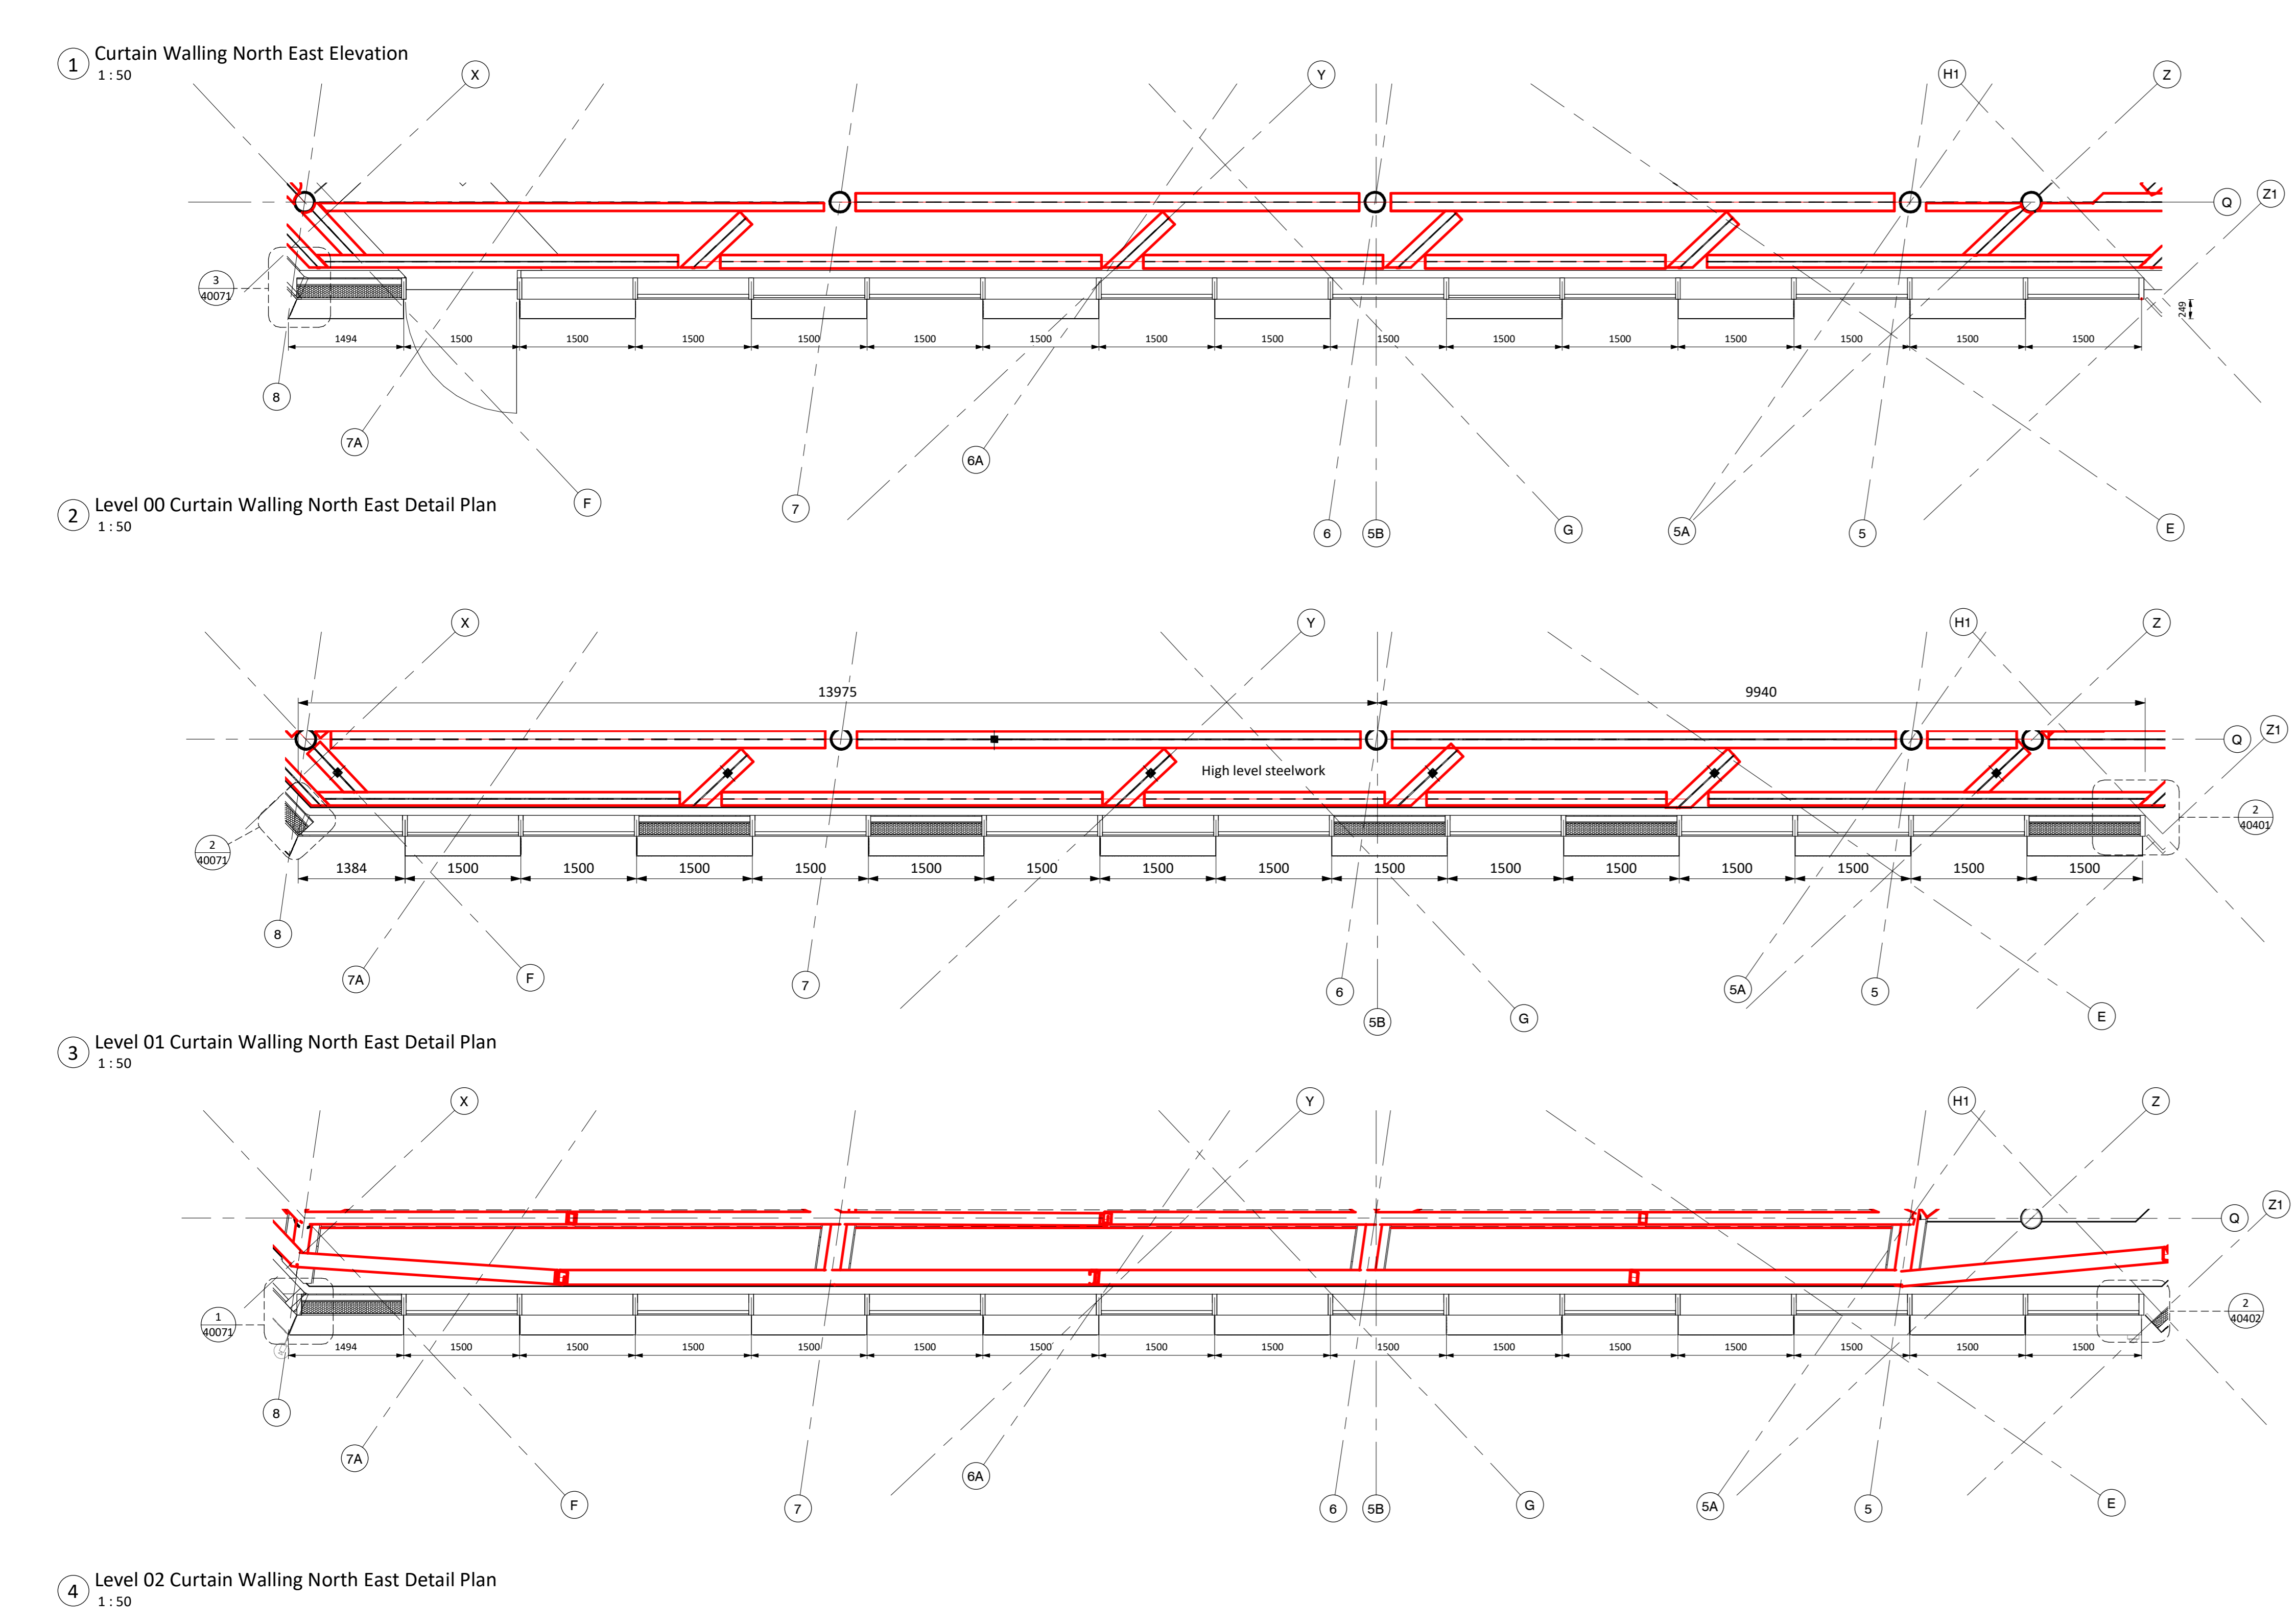 1 Curtain Walling North East Elevation
1 : 50
X Y H1 Z
Q Z1
3
40071
249
1494 1500 1500 1500 1500 1500 1500 1500 1500 1500 1500 1500 1500 1500 1500 1500
8 7A 6A
F 7 6 5B G 5A 5 E
2 Level 00 Curtain Walling North East Detail Plan
1 : 50
X Y H1 Z
13975 9940
Q Z1
High level steelwork
2
40071
2
40401
1384 1500 1500 1500 1500 1500 1500 1500 1500 1500 1500 1500 1500 1500 1500 1500
8 7A F 7 6 5B G 5A 5 E
3 Level 01 Curtain Walling North East Detail Plan
1 : 50
X Y H1 Z
Q Z1
1
40071
2
40402
1494 1500 1500 1500 1500 1500 1500 1500 1500 1500 1500 1500 1500 1500 1500 1500
8 7A 6A
F 7 6 5B G 5A 5 E
4 Level 02 Curtain Walling North East Detail Plan
1 : 50